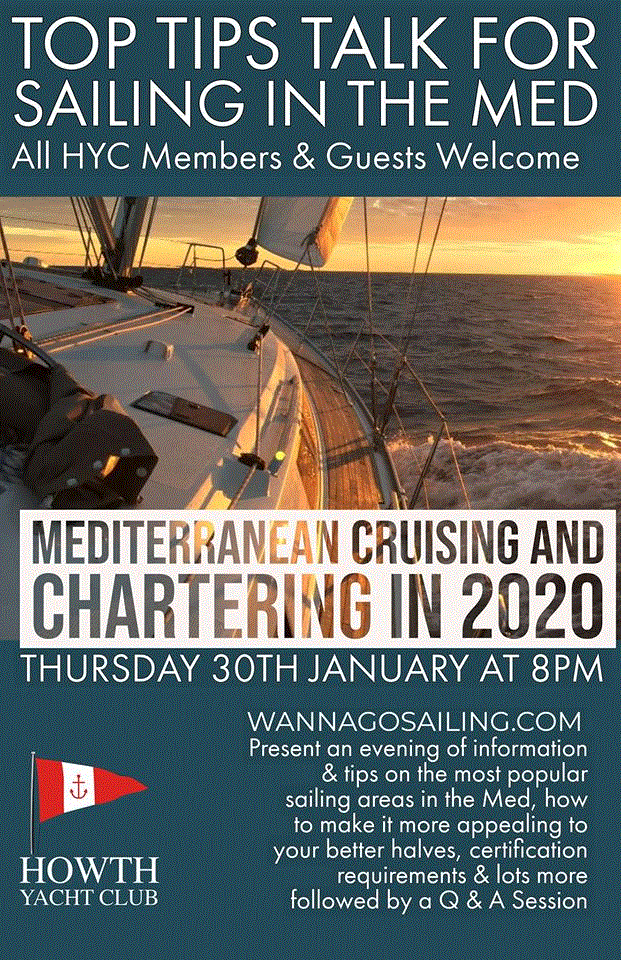 TOP TIPS TALK FOR
SAILING IN THE MED
All HYC Members & Guests Welcome
MEDITERRANEAN CRUISING AND
CHARTERING IN 2020
THURSDAY 30TH JANUARY AT 8PM
WANNAGOSAILING.COM
Present an evening of information
& tips on the most popular
sailing areas in the Med, how
to make it more appealing to
your better halves, certification
requirements & lots more
followed by a Q & A Session
HOWTH
YACHT CLUB